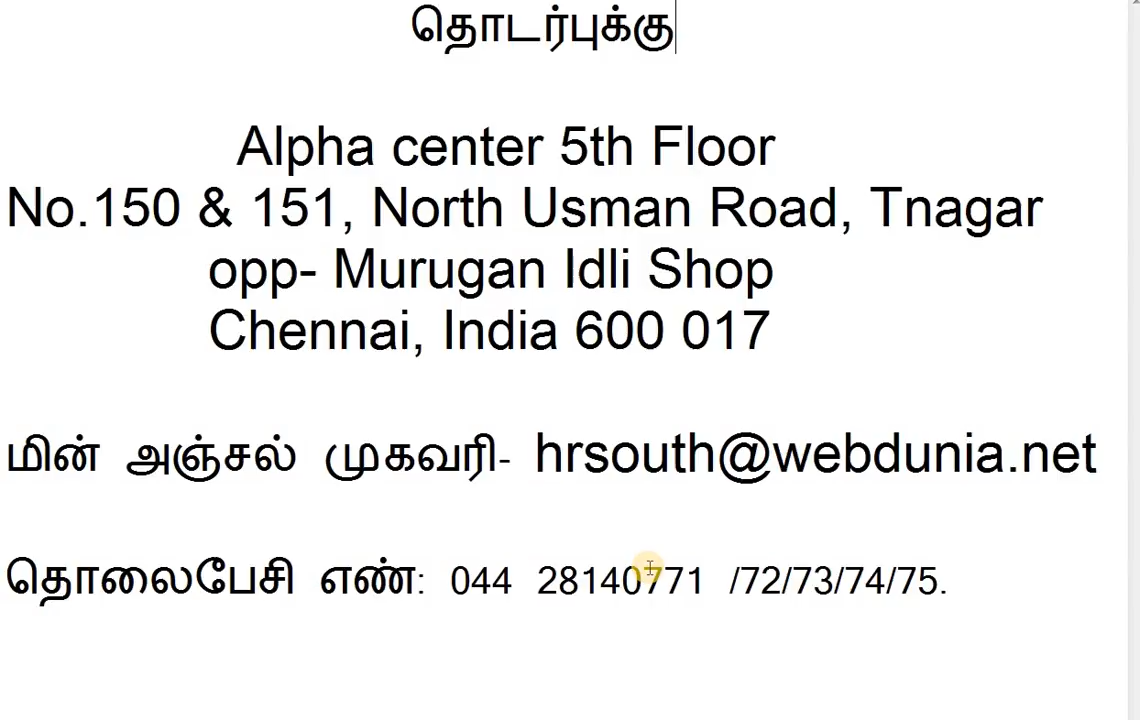 தொடர்புக்கு
Alpha center 5th Floor
No.150 & 151, North Usman Road, Tnagar
opp- Murugan Idli Shop
Chennai, India 600 017
மின் அஞ்சல் முகவரி- hrsouth@webdunia.net
தொலைபேசி எண்: 044 28140771 /72/73/74/75.